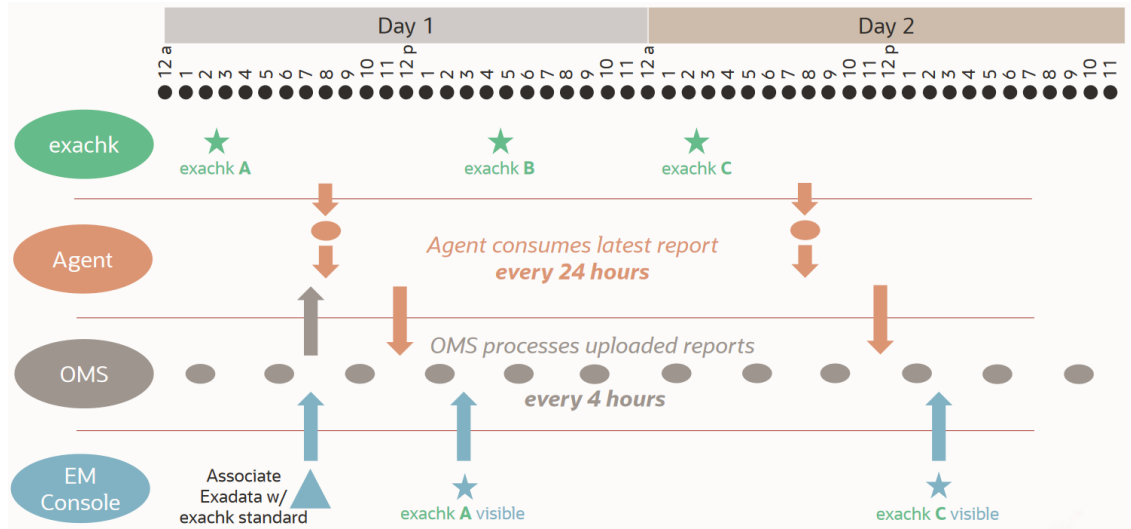 Day 1
Day 2
12 a 1 2 3 4 5 6 7 8 9 10 11 12 p 1 2 3 4 5 6 7 8 9 10 11 12 a 1 2 3 4 5 6 7 8 9 10 11 12 p 1 2 3 4 5 6 7 8 9 10 11
exachk
exachk A
exachk B
exachk C
Agent
Agent consumes latest report
every 24 hours
OMS processes uploaded reports
OMS
every 4 hours
EM
Console
Associate
Exadata w/
exachk standard
exachk A visible
exachk C visible